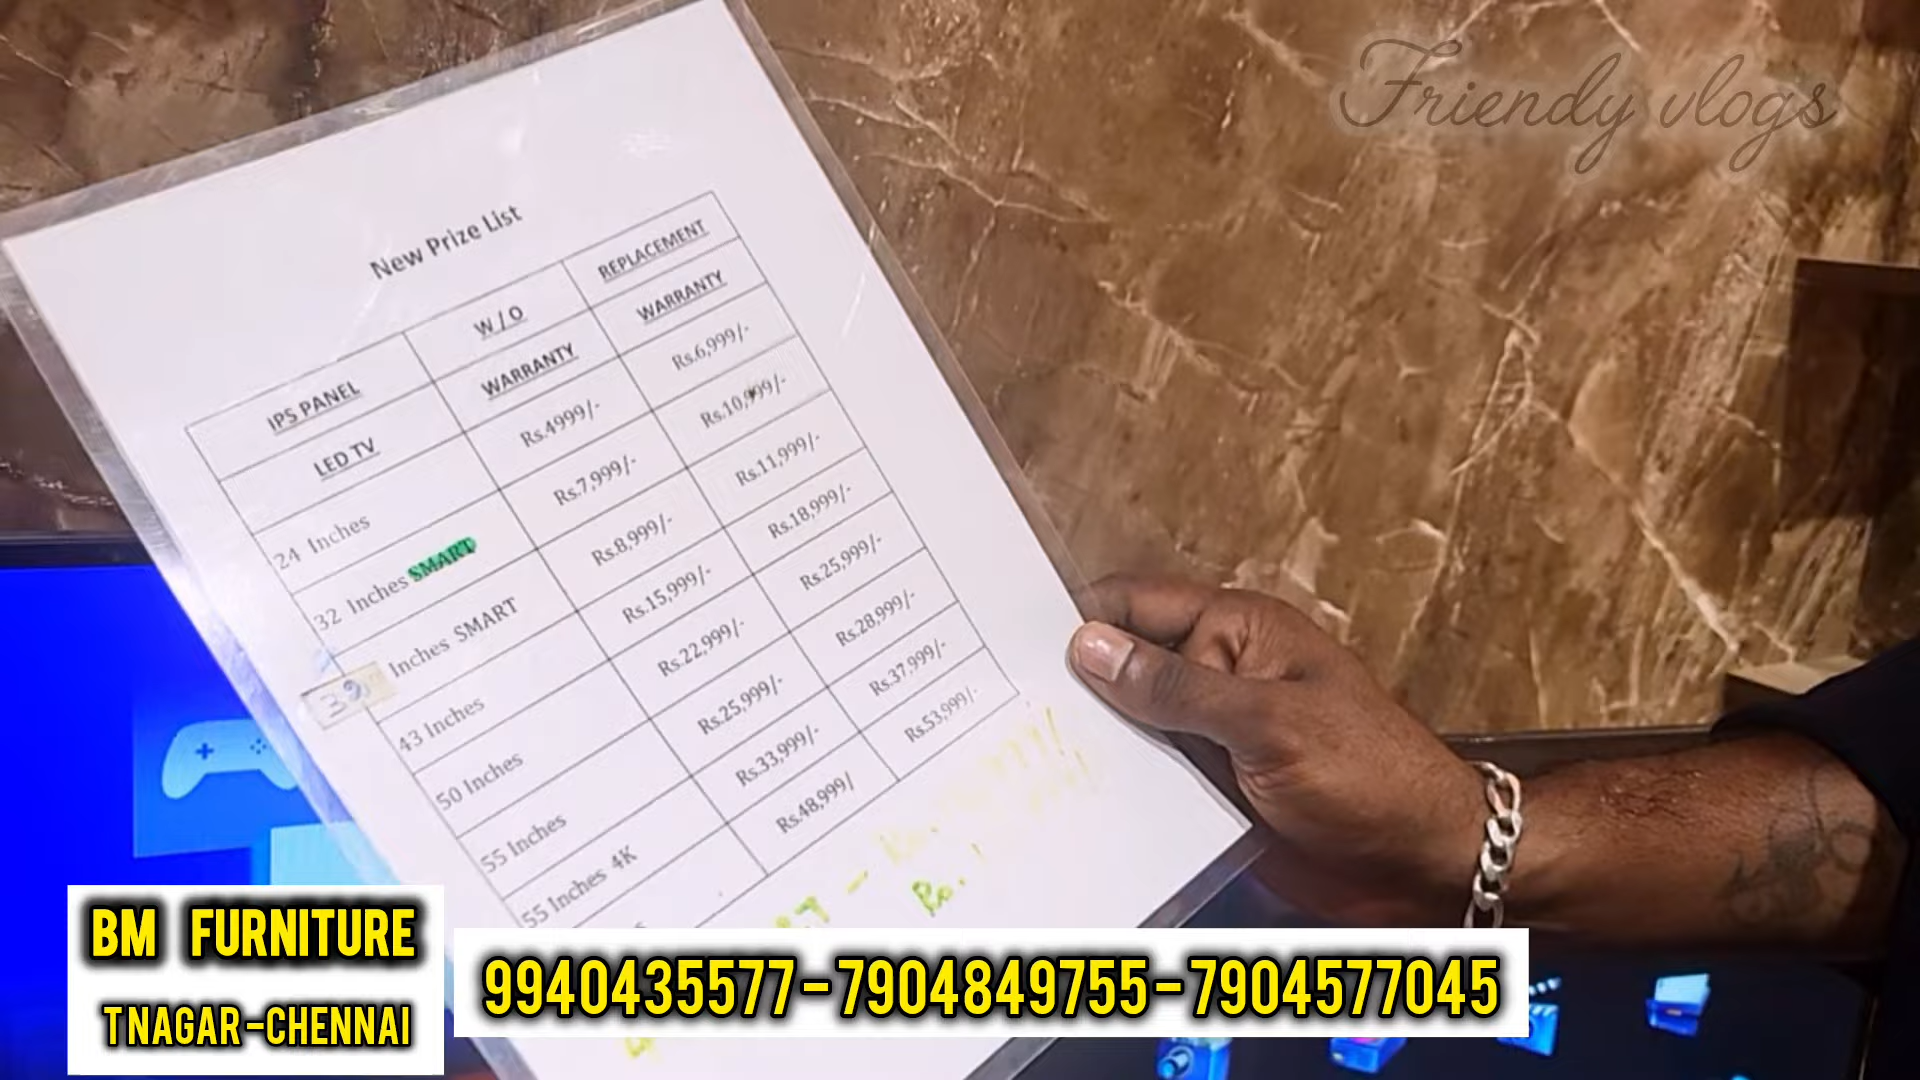 Friendy vlogs
New Prize List
IPS PANEL W / O REPLACEMENT
LED TV WARRANTY WARRANTY
24 Inches Rs.4999/- Rs.6,999/-
32 Inches SMART Rs.7,999/- Rs.10,999/-
39 Inches SMART Rs.8,999/- Rs.11,999/-
43 Inches Rs.15,999/- Rs.18,999/-
50 Inches Rs.22,999/- Rs.25,999/-
55 Inches Rs.25,999/- Rs.28,999/-
55 Inches 4K Rs.33,999/- Rs.37,999/-
Rs.48,999/ Rs.53,999/-
Rs.
BM FURNITURE
TNAGAR-CHENNAI
9940435577-7904849755-7904577045